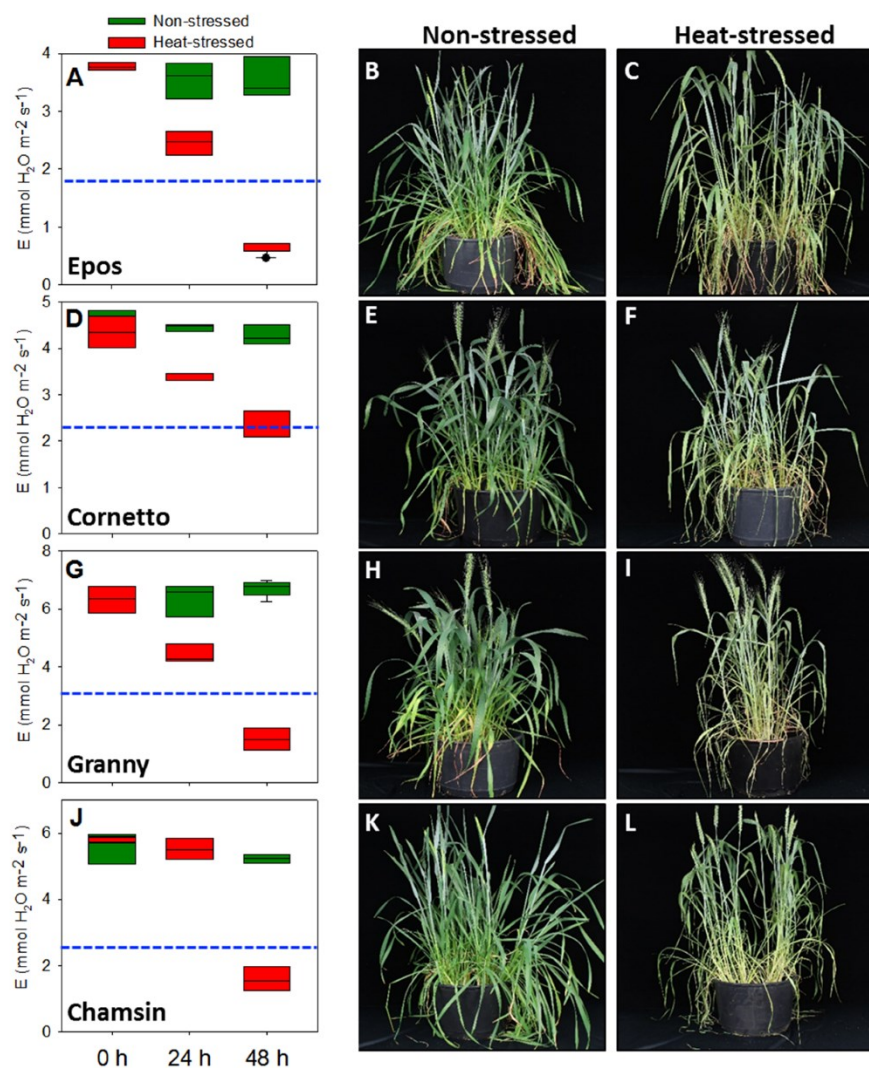 Non-stressed
Heat-stressed
Non-stressed
Heat-stressed
A
4
3
2
1
0
E (mmol H₂O m-2 s-1)
Epos
B
C
D
5
4
3
2
1
0
E (mmol H₂O m-2 s-1)
Cornetto
E
F
G
8
6
4
2
0
E (mmol H₂O m-2 s-1)
Granny
H
I
J
6
4
2
0
E (mmol H₂O m-2 s-1)
Chamsin
K
L
0 h
24 h
48 h